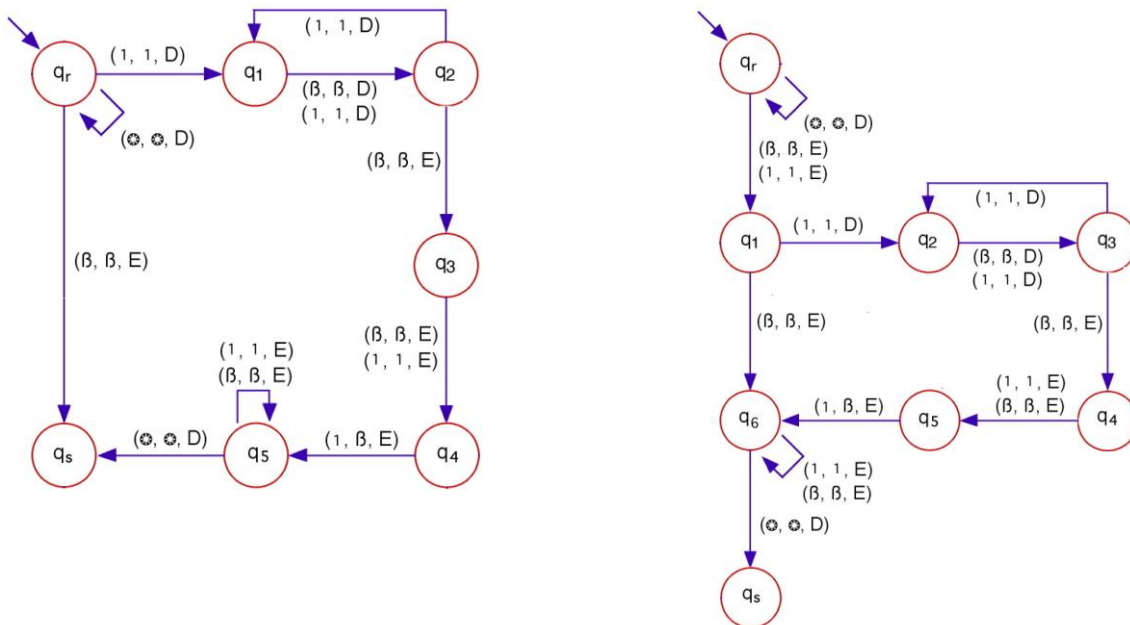 (1, 1, D)
qr
(1, 1, D)
q1
q2
(ß, ß, D)
(1, 1, D)
(✪, ✪, D)
(ß, ß, E)
q3
(ß, ß, E)
(ß, ß, E)
(1, 1, E)
(1, 1, E)
(ß, ß, E)
qs
(✪, ✪, D)
q5
(1, ß, E)
q4
qr
(✪, ✪, D)
(ß, ß, E)
(1, 1, E)
(1, 1, D)
q1
(1, 1, D)
q2
q3
(ß, ß, D)
(1, 1, D)
(ß, ß, E)
(ß, ß, E)
(1, 1, E)
(ß, ß, E)
q6
(1, ß, E)
q5
q4
(1, 1, E)
(ß, ß, E)
(✪, ✪, D)
qs